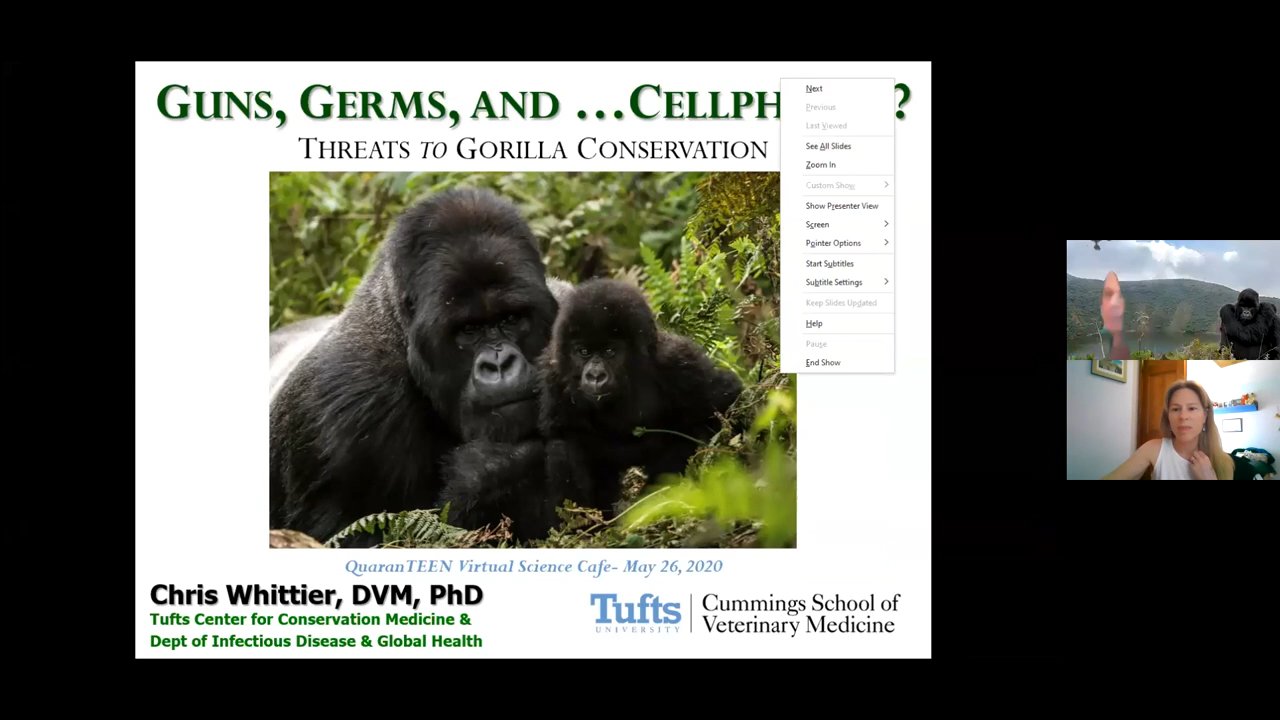 GUNS, GERMS, AND …CELLPH ?
THREATS TO GORILLA CONSERVATION
Next
Previous
Last Viewed
See All Slides
Zoom In
Custom Show
Show Presenter View
Screen
Pointer Options
Start Subtitles
Subtitle Settings
Keep Slides Updated
Help
Pause
End Show
QuaranTEEN Virtual Science Cafe- May 26, 2020
Chris Whittier, DVM, PhD
Tufts Center for Conservation Medicine &
Dept of Infectious Disease & Global Health
Tufts
UNIVERSITY
Cummings School of
Veterinary Medicine